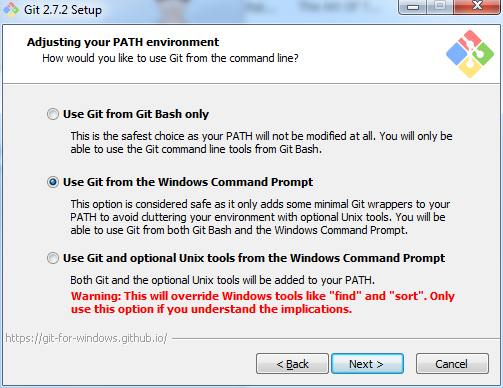 Git 2.7.2 Setup
Adjusting your PATH environment
How would you like to use Git from the command line?
Use Git from Git Bash only
This is the safest choice as your PATH will not be modified at all. You will only
be able to use the Git command line tools from Git Bash.
Use Git from the Windows Command Prompt
This option is considered safe as it only adds some minimal Git wrappers to your
PATH to avoid cluttering your environment with optional Unix tools. You will be
able to use Git from both Git Bash and the Windows Command Prompt.
Use Git and optional Unix tools from the Windows Command Prompt
Both Git and the optional Unix tools will be added to your PATH.
Warning: This will override Windows tools like "find" and "sort". Only
use this option if you understand the implications.
https://git-for-windows.github.io/
< Back
Next >
Cancel